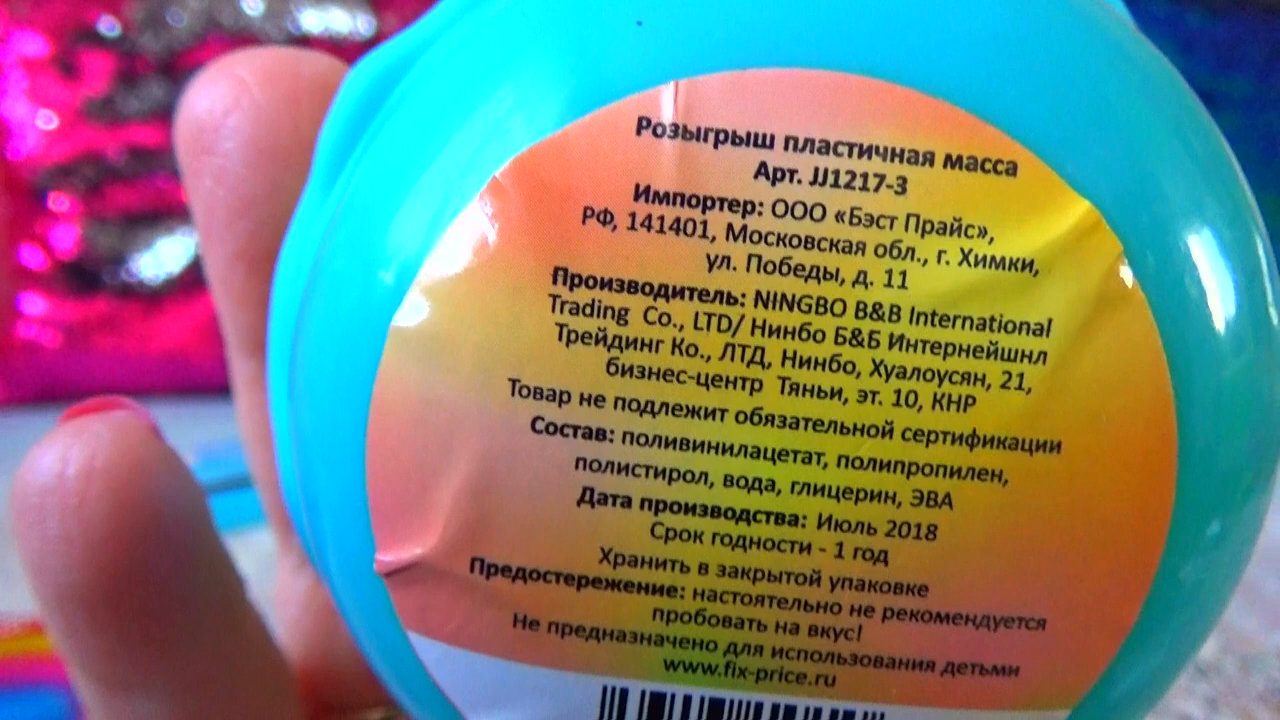 Розыгрыш пластичная масса
Арт. JJ1217-3
Импортер: ООО «Бэст Прайс»,
РФ, 141401, Московская обл., г. Химки,
ул. Победы, д. 11
Производитель: NINGBO B&B International
Trading Co., LTD/ Нинбо Б&Б Интернейшнл
Трейдинг Ко., ЛТД, Нинбо, Хуалоусян, 21,
бизнес-центр Тяньи, эт. 10, КНР
Товар не подлежит обязательной сертификации
Состав: поливинилацетат, полипропилен,
полистирол, вода, глицерин, ЭВА
Дата производства: Июль 2018
Срок годности - 1 год
Хранить в закрытой упаковке
Предостережение: настоятельно не рекомендуется
пробовать на вкус!
Не предназначено для использования детьми
www.fix-price.ru